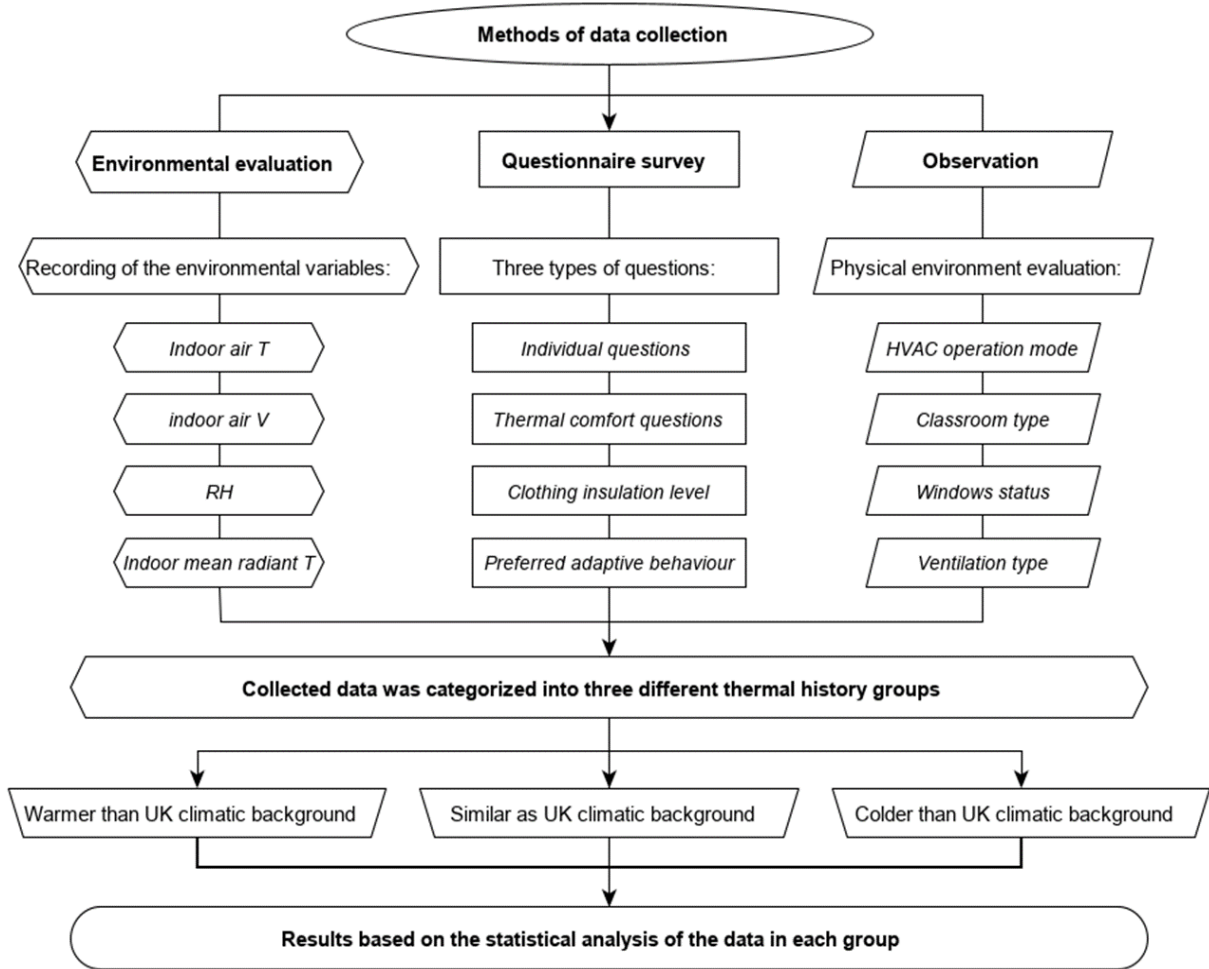 Methods of data collection
Environmental evaluation
Questionnaire survey
Observation
Recording of the environmental variables:
Three types of questions:
Physical environment evaluation:
Indoor air T
Individual questions
HVAC operation mode
indoor air V
Thermal comfort questions
Classroom type
RH
Clothing insulation level
Windows status
Indoor mean radiant T
Preferred adaptive behaviour
Ventilation type
Collected data was categorized into three different thermal history groups
Warmer than UK climatic background
Similar as UK climatic background
Colder than UK climatic background
Results based on the statistical analysis of the data in each group